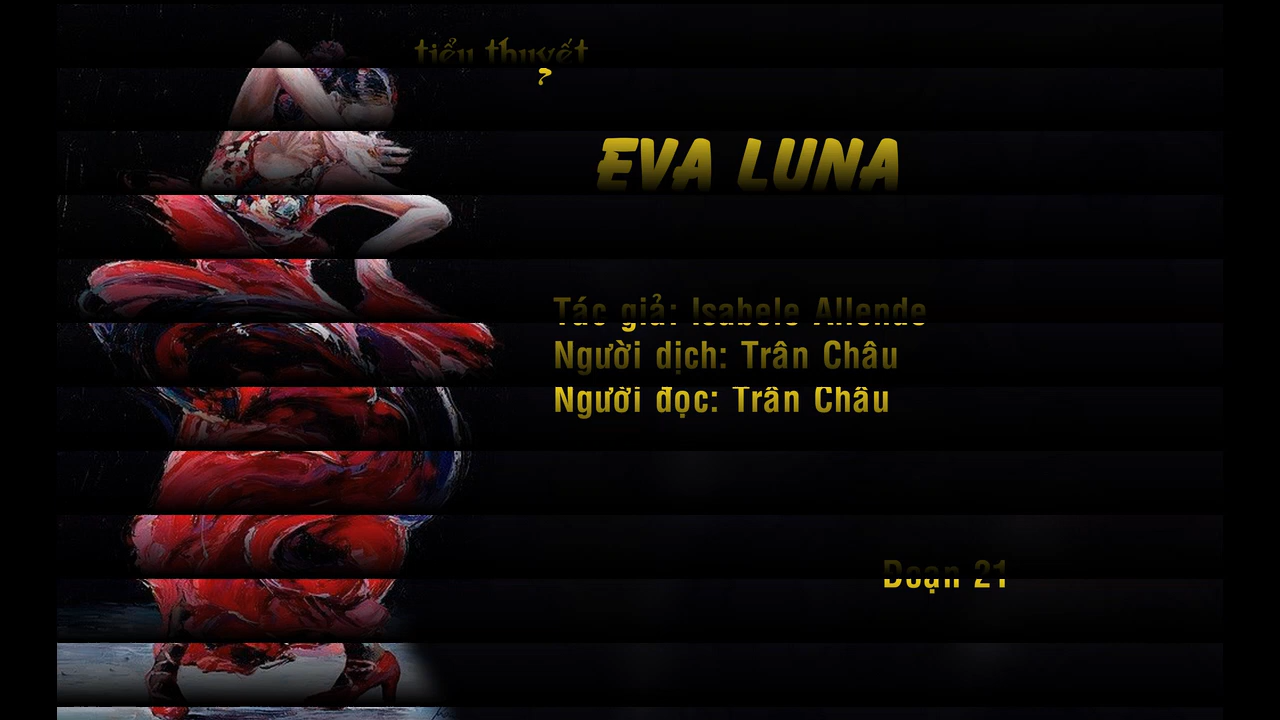 tiểu thuyết
EVA LUNA
Tác giả: Isabele Allende
Người dịch: Trân Châu
Người đọc: Trân Châu
Đoạn 21